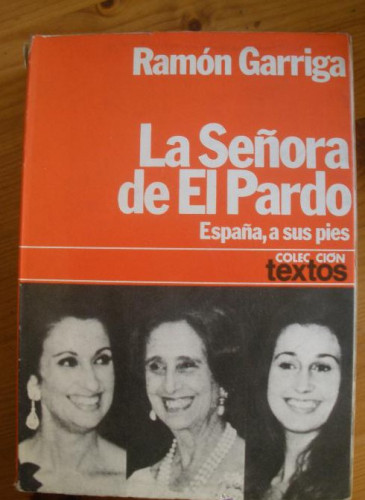 Ramón Garriga
La Señora
de El Pardo
España, a sus pies
COLECCIÓN
textos